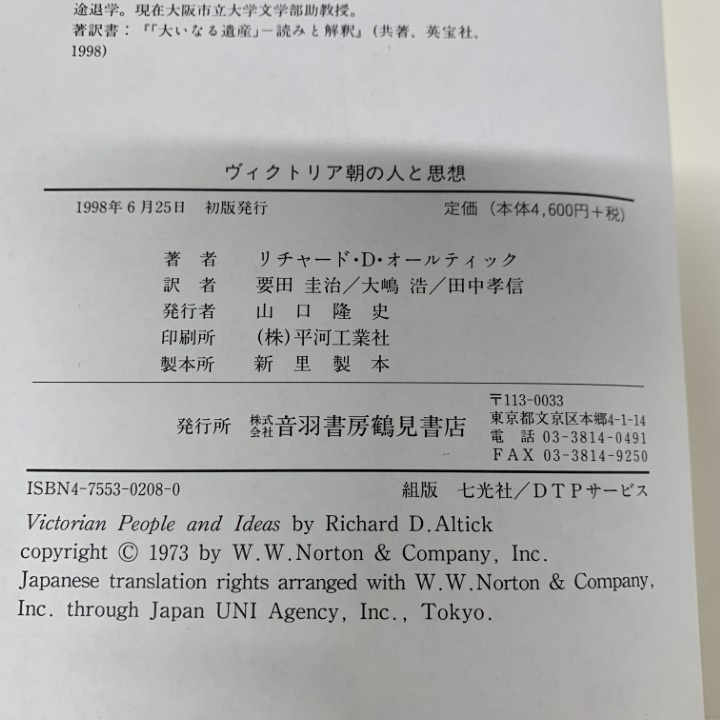 途退学。現在大阪市立大学文学部助教授。
著訳書：『「大いなる遺産」－読みと解釈』(共著、英宝社、
1998)
ヴィクトリア朝の人と思想
1998年6月25日　初版発行　定価（本体4,600円＋税）
著者　リチャード・D・オールティック
訳者　要田 圭治／大嶋 浩／田中孝信
発行者　山口隆史
印刷所　(株)平河工業社
製本所　新里製本
発行所　株式会社 音羽書房鶴見書店
〒113-0033
東京都文京区本郷4-1-14
電話 03-3814-0491
FAX 03-3814-9250
ISBN4-7553-0208-0　組版　七光社／DTPサービス
Victorian People and Ideas by Richard D.Altick
copyright © 1973 by W.W.Norton & Company, Inc.
Japanese translation rights arranged with W.W.Norton & Company,
Inc. through Japan UNI Agency, Inc., Tokyo.